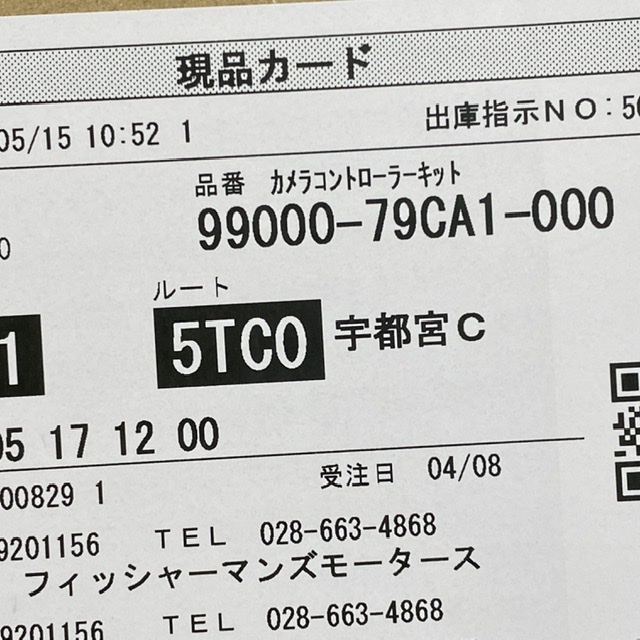 現品カード
05/15 10:52 1
出庫指示NO:50
品番 カメラコントローラーキット
99000-79CA1-000
0
ルート
1
5TCO 宇都宮C
05 17 12 00
受注日 04/08
00829 1
9201156 TEL 028-663-4868
フィッシャーマンズモータース
9201156 TEL 028-663-4868